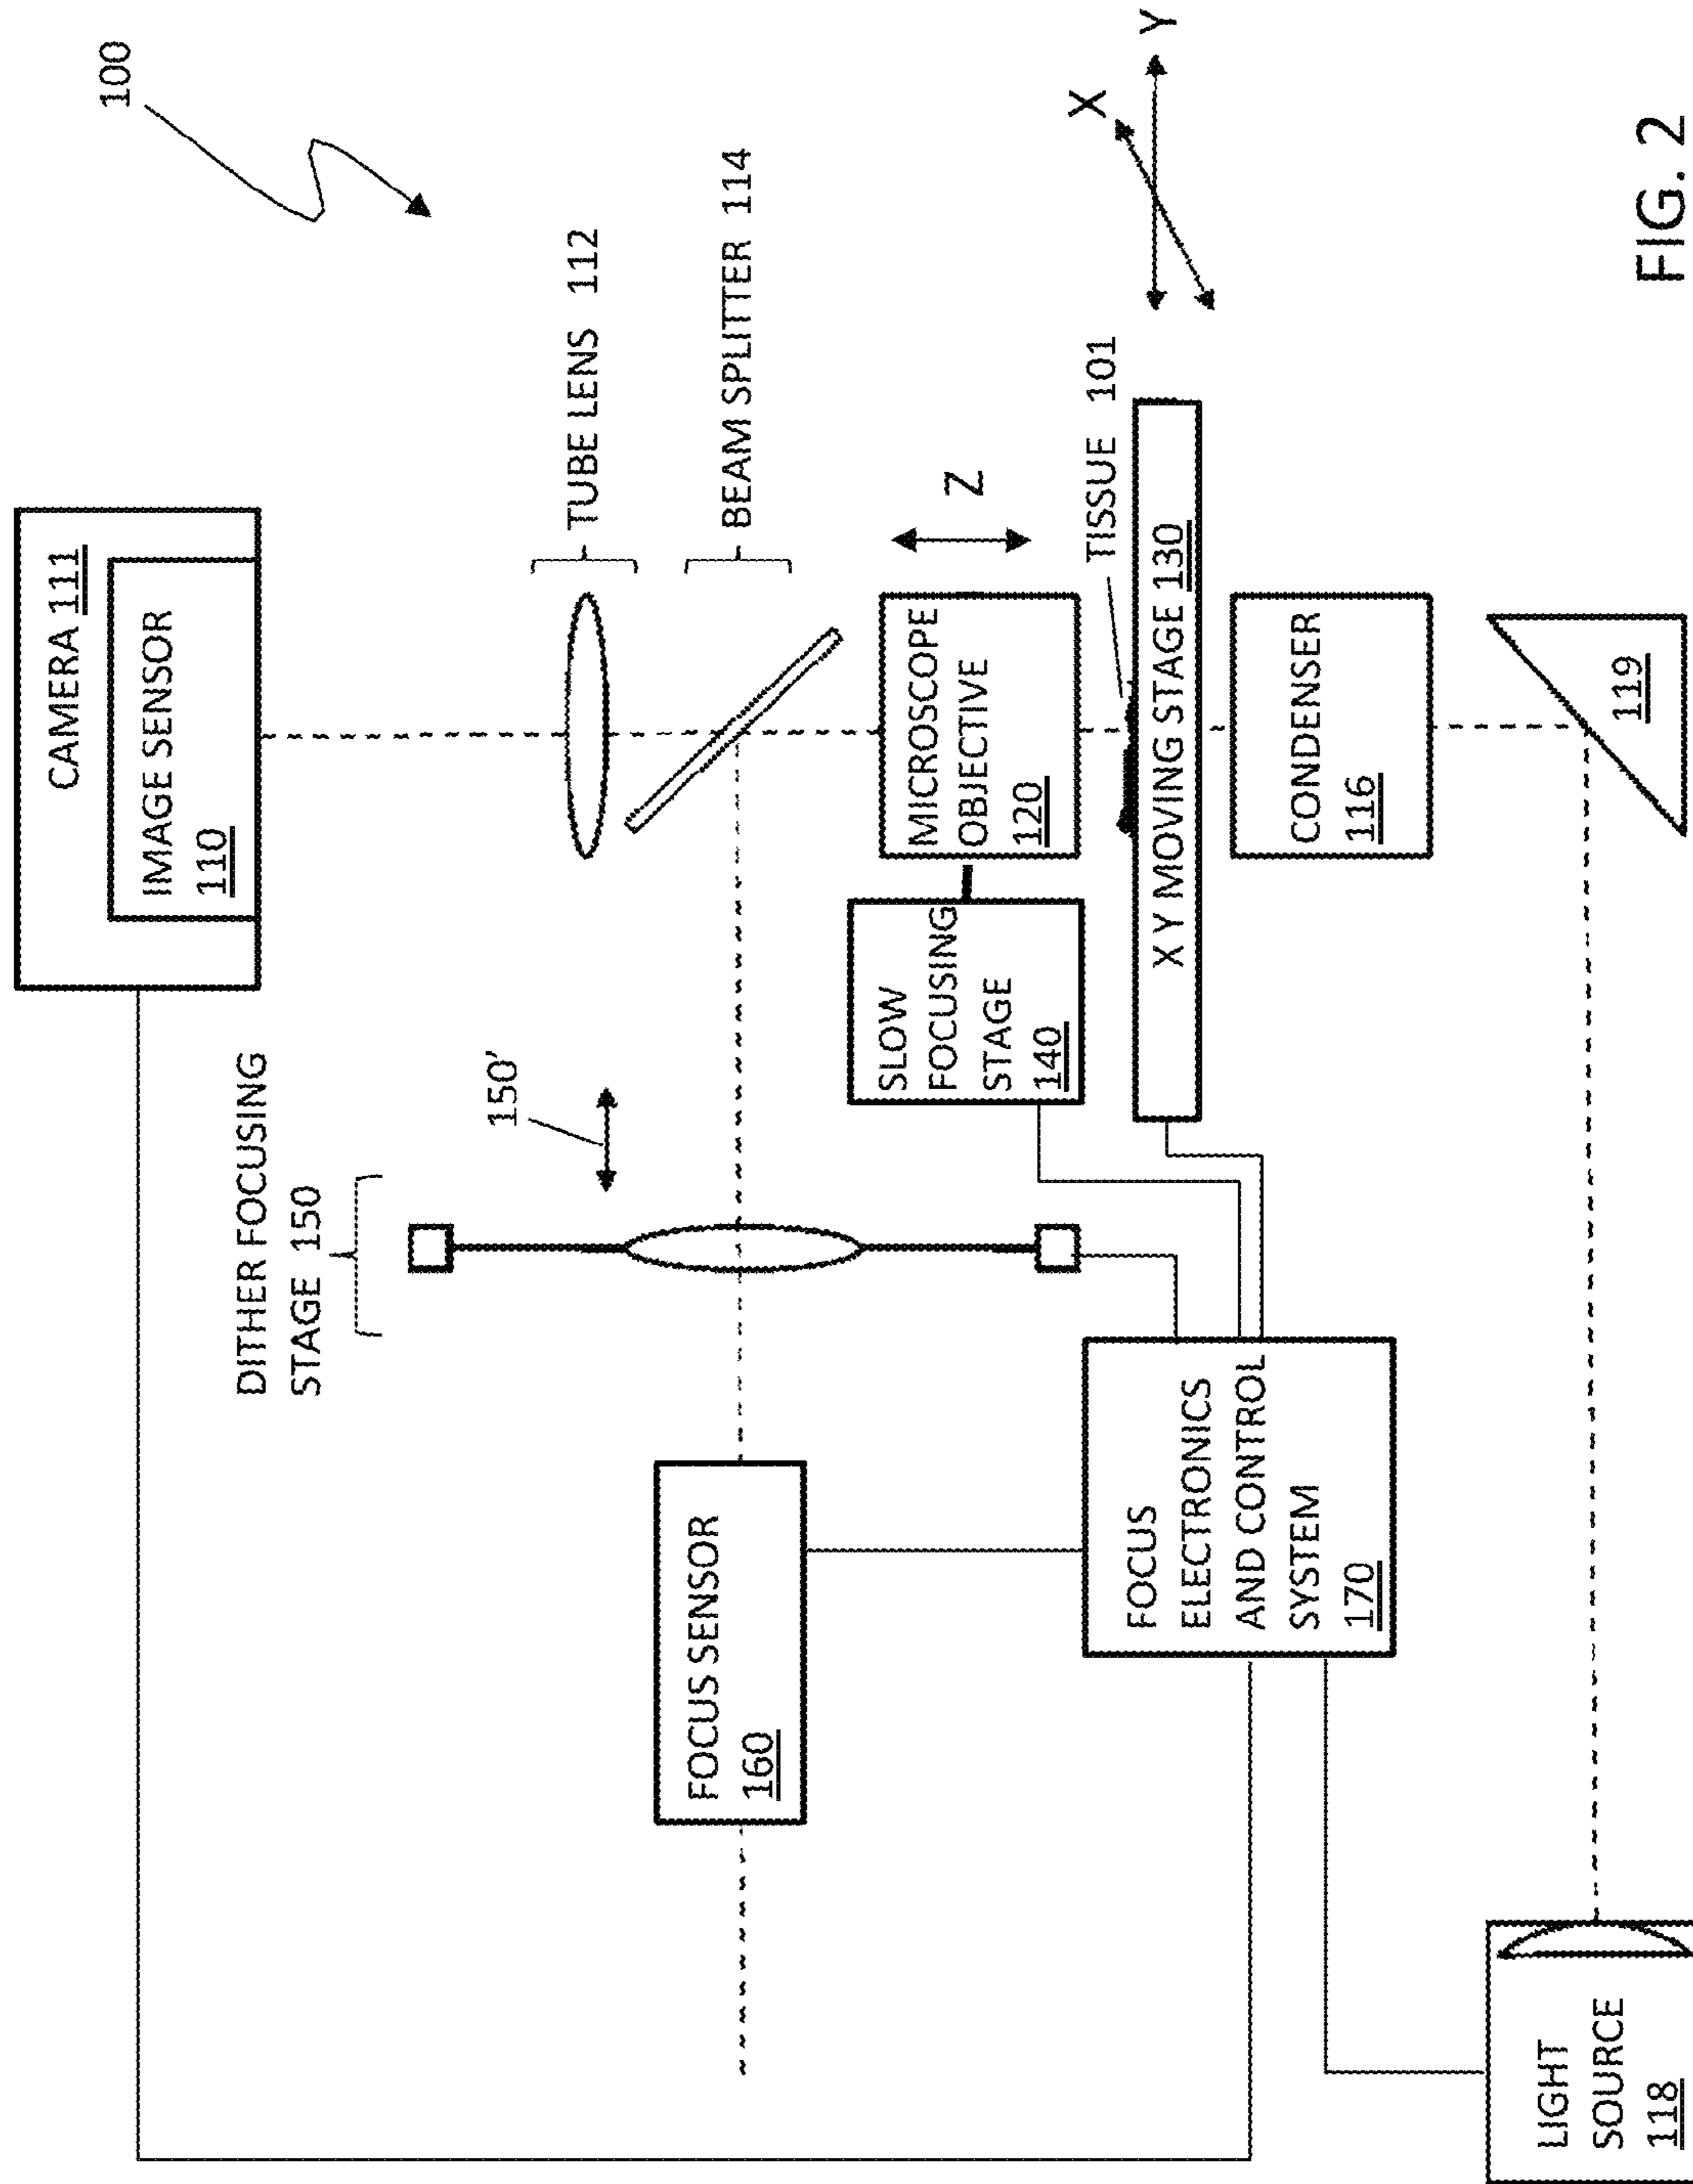 100
CAMERA 111
IMAGE SENSOR
110
TUBE LENS 112
BEAM SPLITTER 114
DITHER FOCUSING
STAGE 150
150'
FOCUS SENSOR
160
MICROSCOPE
OBJECTIVE
120
Z
SLOW
FOCUSING
STAGE
140
TISSUE 101
X
Y
X Y MOVING STAGE 130
FOCUS
ELECTRONICS
AND CONTROL
SYSTEM
170
CONDENSER
116
119
LIGHT
SOURCE
118
FIG. 2